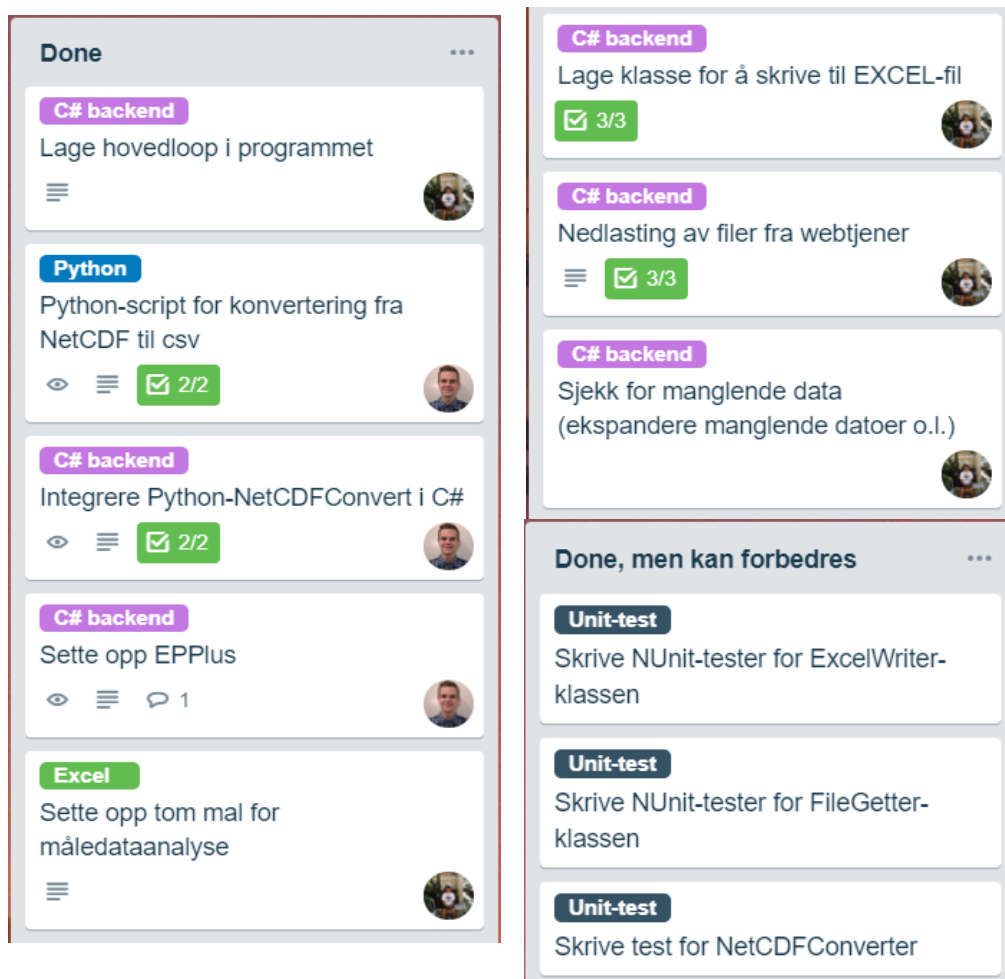 Done
C# backend
Lage hovedloop i programmet
Python
Python-script for konvertering fra
NetCDF til csv
2/2
C# backend
Integrere Python-NetCDFConvert i C#
2/2
C# backend
Sette opp EPPlus
1
Excel
Sette opp tom mal for
måledataanalyse
C# backend
Lage klasse for å skrive til EXCEL-fil
3/3
C# backend
Nedlasting av filer fra webtjener
3/3
C# backend
Sjekk for manglende data
(ekspandere manglende datoer o.l.)
Done, men kan forbedres
Unit-test
Skrive NUnit-tester for ExcelWriter-
klassen
Unit-test
Skrive NUnit-tester for FileGetter-
klassen
Unit-test
Skrive test for NetCDFConverter